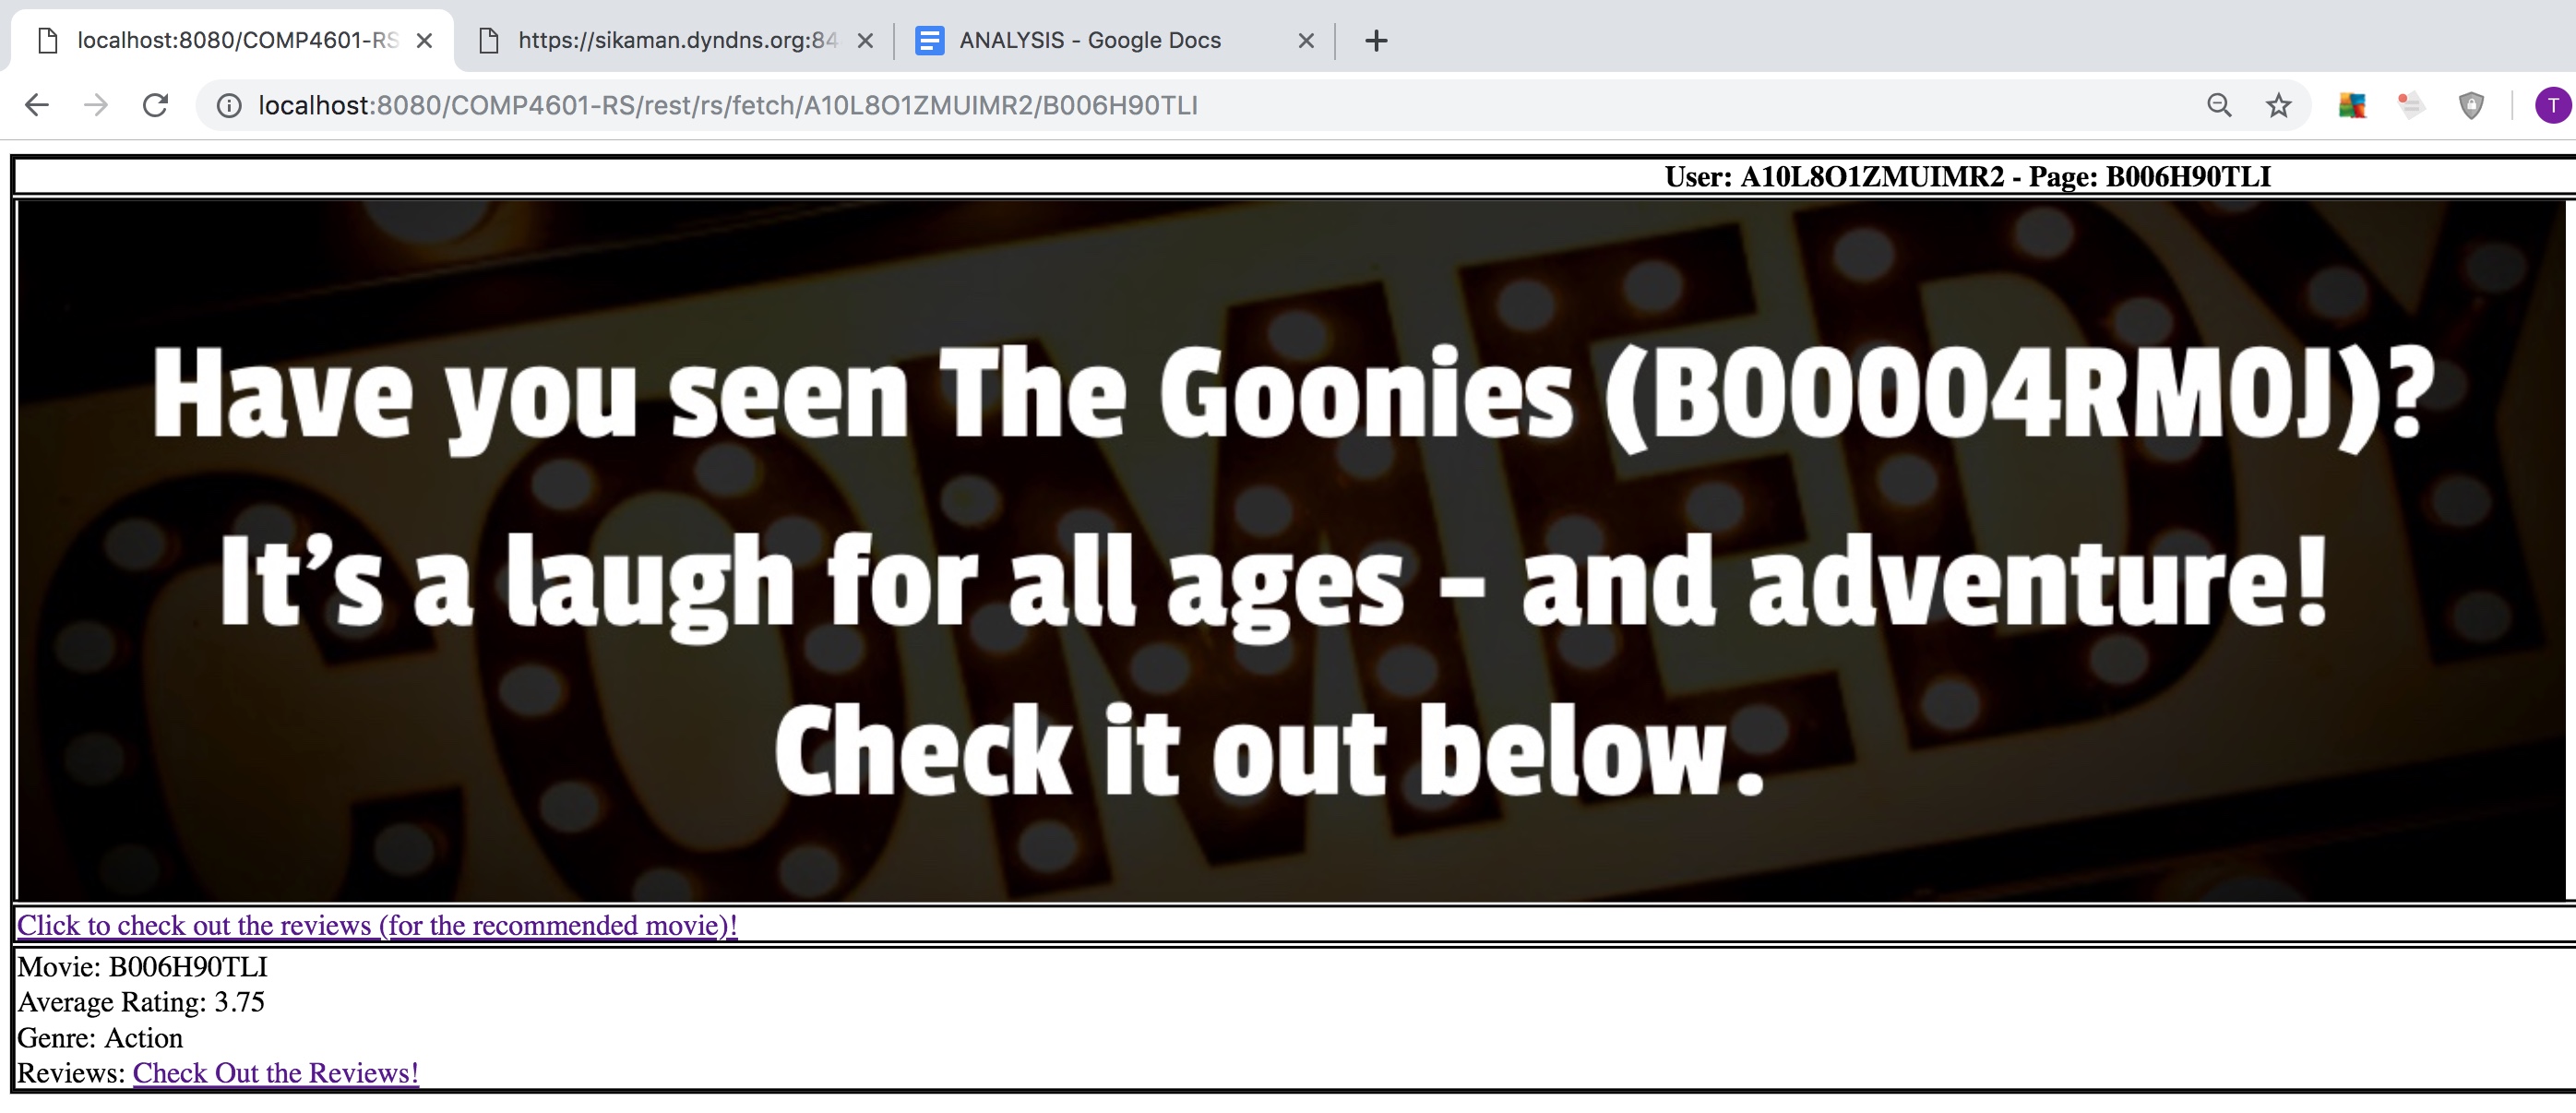 localhost:8080/COMP4601-RS
https://sikaman.dyndns.org:84
ANALYSIS - Google Docs
localhost:8080/COMP4601-RS/rest/rs/fetch/A10L8O1ZMUIMR2/B006H90TLI
T
User: A10L8O1ZMUIMR2 - Page: B006H90TLI
COMEDY
Have you seen The Goonies (B00004RM0J)?
It’s a laugh for all ages - and adventure!
Check it out below.
Click to check out the reviews (for the recommended movie)!
Movie: B006H90TLI
Average Rating: 3.75
Genre: Action
Reviews: Check Out the Reviews!